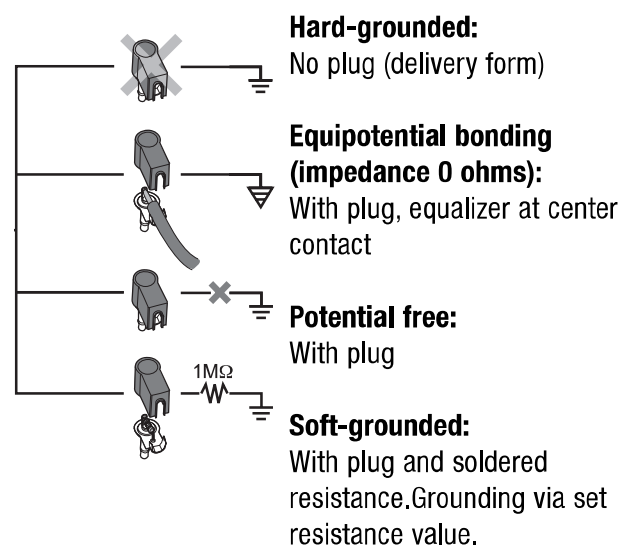 Hard-grounded:
No plug (delivery form)
Equipotential bonding
(impedance 0 ohms):
With plug, equalizer at center
contact
Potential free:
With plug
1MΩ
Soft-grounded:
With plug and soldered
resistance.Grounding via set
resistance value.